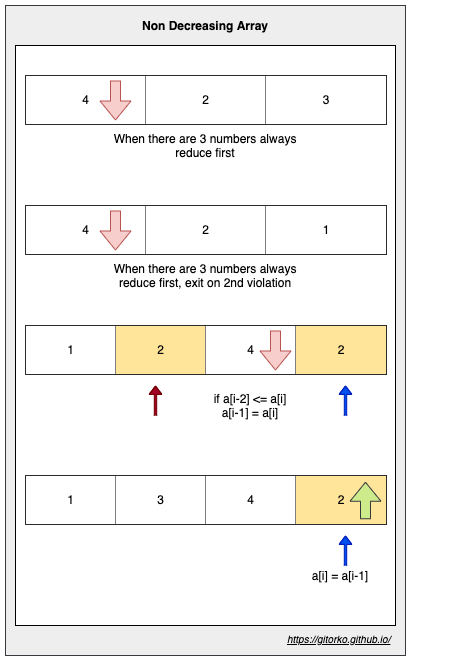 Non Decreasing Array
4 2 3
When there are 3 numbers always
reduce first
4 2 1
When there are 3 numbers always
reduce first, exit on 2nd violation
1 2 4 2
if a[i-2] <= a[i]
a[i-1] = a[i]
1 3 4 2
a[i] = a[i-1]
https://gitorko.github.io/